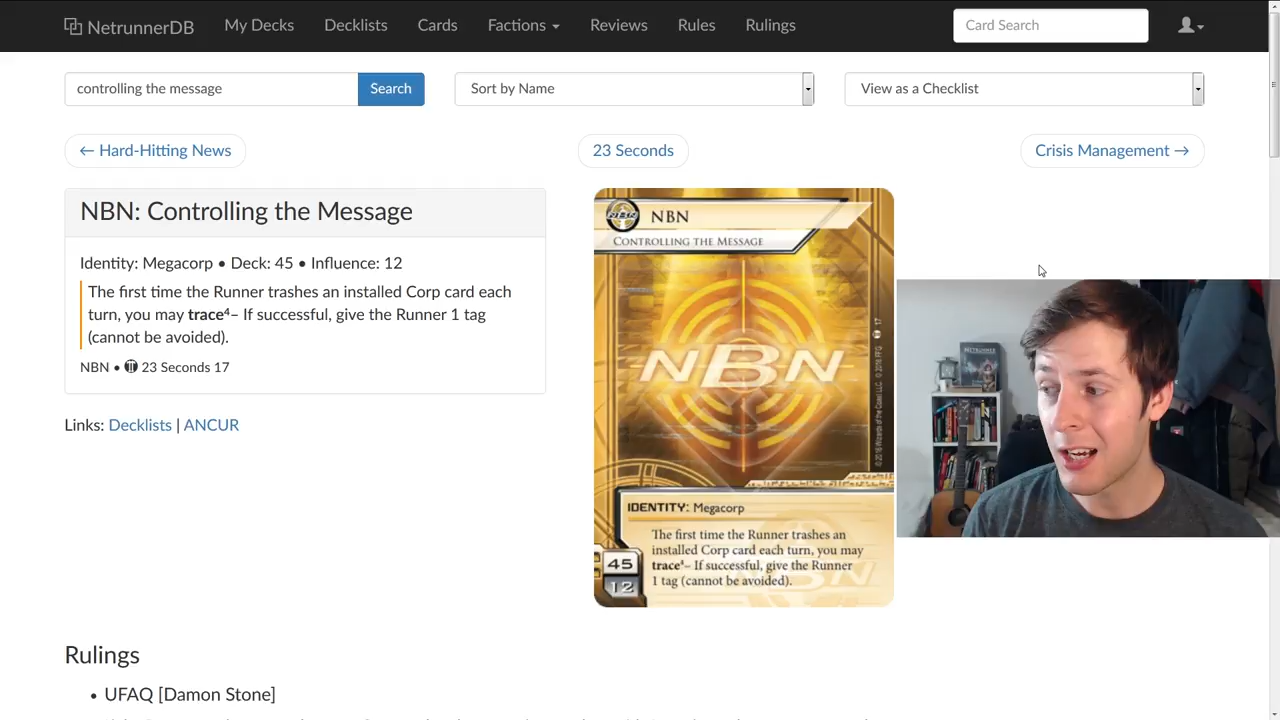 NetrunnerDB My Decks Decklists Cards Factions Reviews Rules Rulings Card Search
controlling the message Search Sort by Name View as a Checklist
← Hard-Hitting News 23 Seconds Crisis Management →
NBN: Controlling the Message
Identity: Megacorp • Deck: 45 • Influence: 12
The first time the Runner trashes an installed Corp card each
turn, you may trace⁴– If successful, give the Runner 1 tag
(cannot be avoided).
NBN • 23 Seconds 17
Links: Decklists | ANCUR
NBN
NBN
CONTROLLING THE MESSAGE
NBN
IDENTITY: Megacorp
The first time the Runner trashes an
installed Corp card each turn, you may
trace⁴– If successful, give the Runner
1 tag (cannot be avoided).
45
12
Rulings
• UFAQ [Damon Stone]